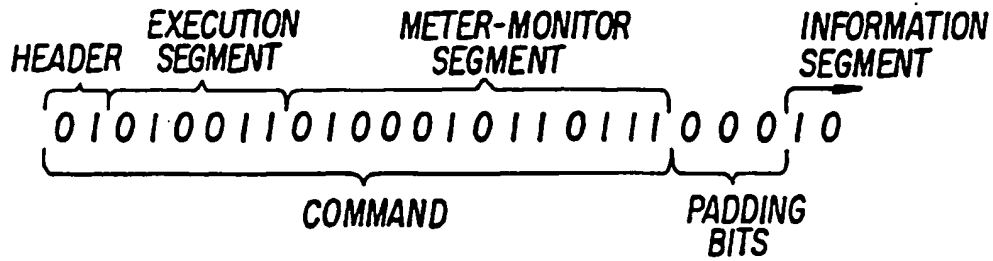 EXECUTION
SEGMENT
METER-MONITOR
SEGMENT
INFORMATION
SEGMENT
HEADER
0 1 0 1 0 0 1 1 0 1 0 0 0 1 0 1 1 0 1 1 1 0 0 0 1 0
COMMAND
PADDING
BITS